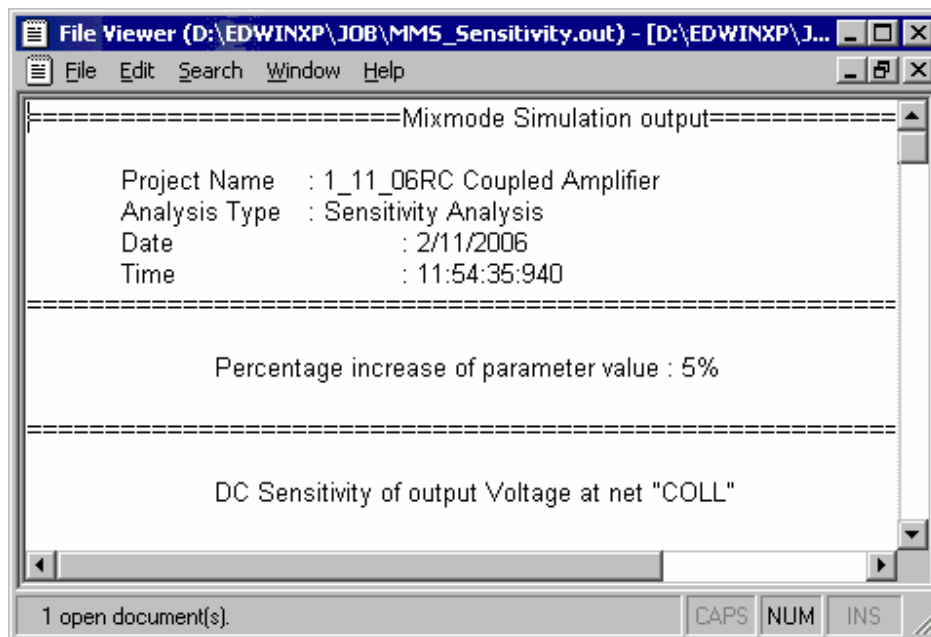 File Viewer (D:\EDWINXP\JOB\MMS_Sensitivity.out) - [D:\EDWINXP\J...
File Edit Search Window Help
========================Mixmode Simulation output============
Project Name : 1_11_06RC Coupled Amplifier
Analysis Type : Sensitivity Analysis
Date : 2/11/2006
Time : 11:54:35:940
========================================================
Percentage increase of parameter value : 5%
========================================================
DC Sensitivity of output Voltage at net "COLL"
1 open document(s).
CAPS NUM INS